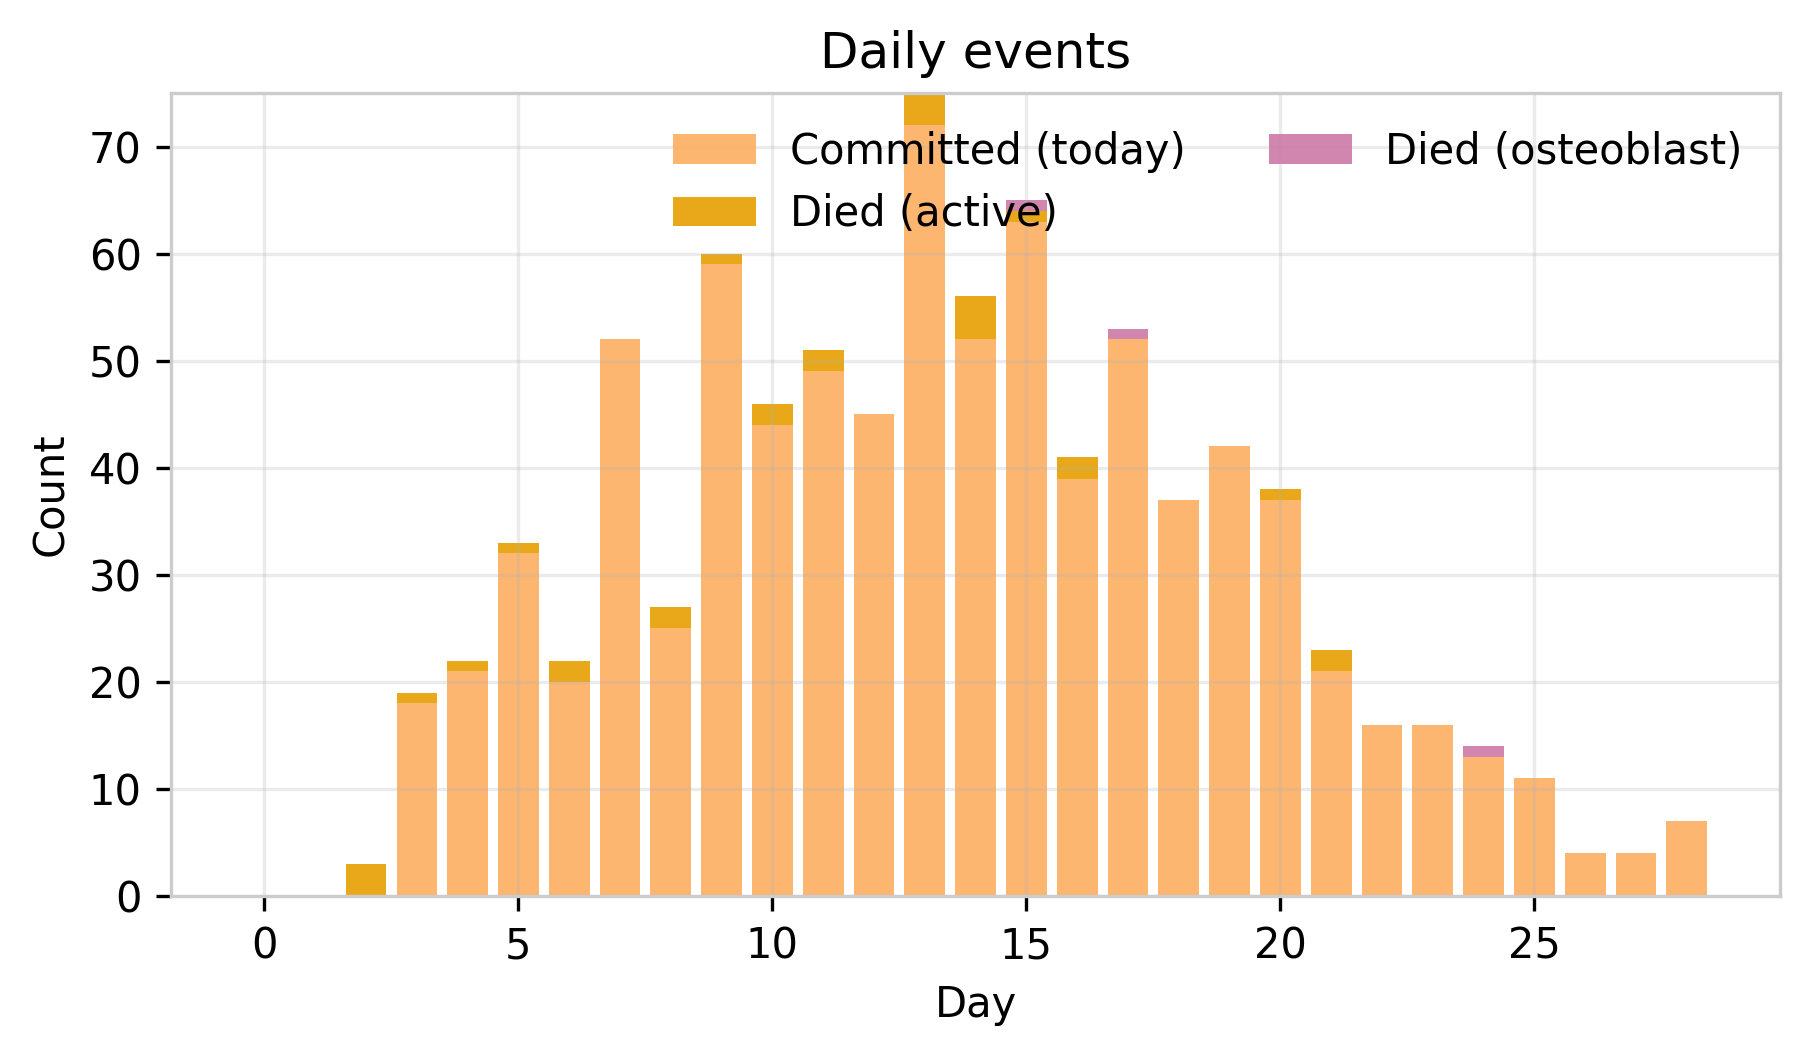 Daily events
Committed (today)
Died (active)
Died (osteoblast)
70
60
50
40
30
20
10
0
Count
0 5 10 15 20 25
Day